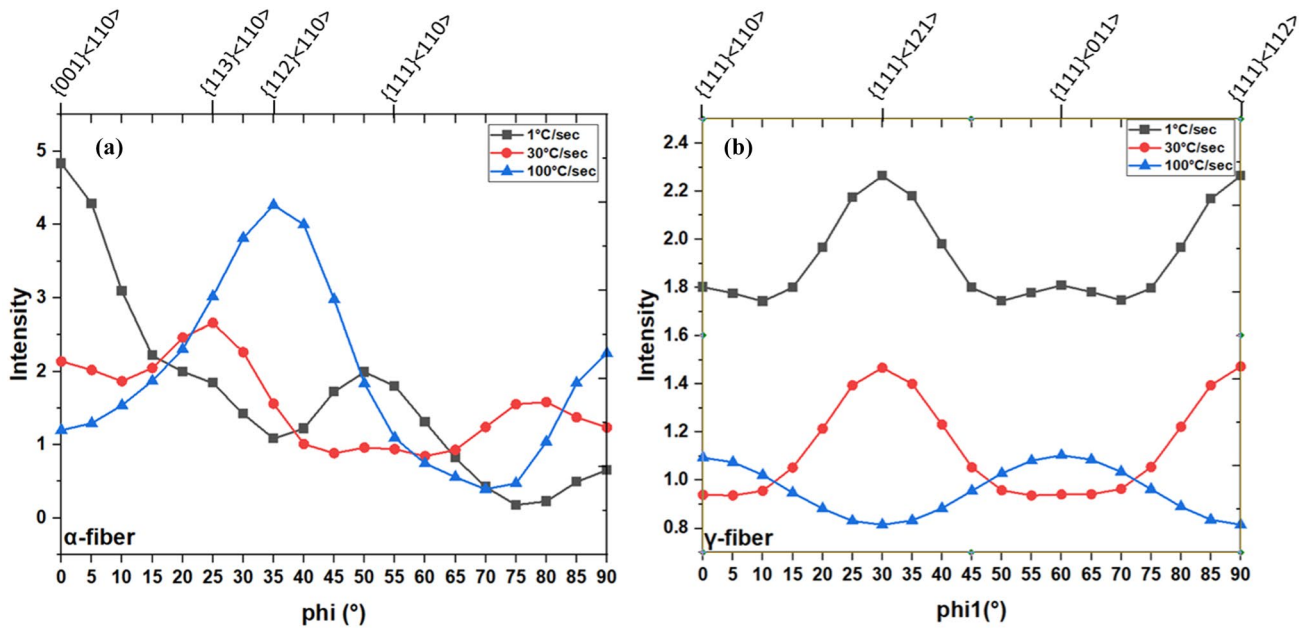 {001}<110>
{113}<110>
{112}<110>
{111}<110>
(a)
1°C/sec
30°C/sec
100°C/sec
5
4
3
2
1
0
Intensity
α-fiber
0 5 10 15 20 25 30 35 40 45 50 55 60 65 70 75 80 85 90
phi (°)
{111}<110>
{111}<121>
{111}<011>
{111}<112>
(b)
1°C/sec
30°C/sec
100°C/sec
2.4
2.2
2.0
1.8
1.6
1.4
1.2
1.0
0.8
Intensity
γ-fiber
0 5 10 15 20 25 30 35 40 45 50 55 60 65 70 75 80 85 90
phi1(°)